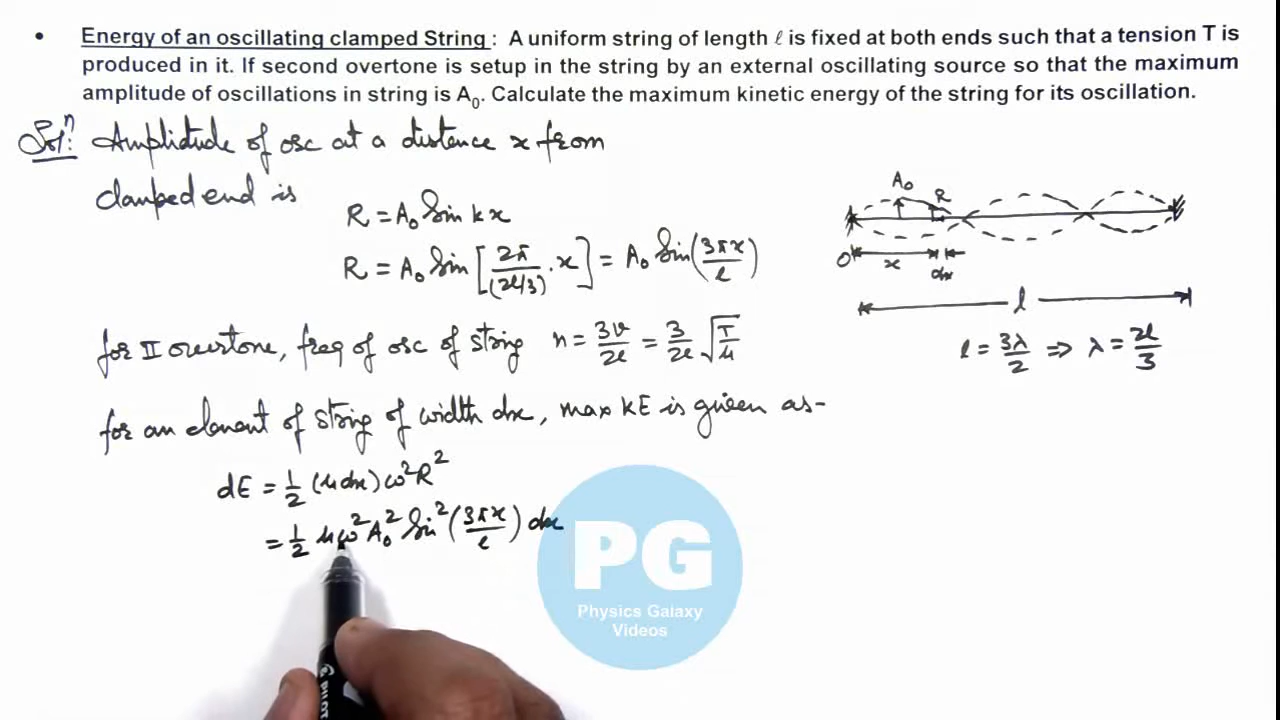 • Energy of an oscillating clamped String : A uniform string of length ℓ is fixed at both ends such that a tension T is
produced in it. If second overtone is setup in the string by an external oscillating source so that the maximum
amplitude of oscillations in string is A₀. Calculate the maximum kinetic energy of the string for its oscillation.
Solⁿ: Amplitude of osc at a distance x from
clamped end is
R = A₀ Sin kx
R = A₀ Sin [ 2π/(2l/3) · x ] = A₀ Sin (3πx/l)
for II overtone, freq of osc of string n = 3v/2l = 3/2l √(T/μ)
for an element of string of width dx, max KE is given as-
dE = 1/2 (μdx) ω² R²
= 1/2 μω² A₀² Sin² (3πx/l) dx
A₀ R
O x dx
l
l = 3λ/2 ⇒ λ = 2l/3
PG
Physics Galaxy
Videos
PILOT